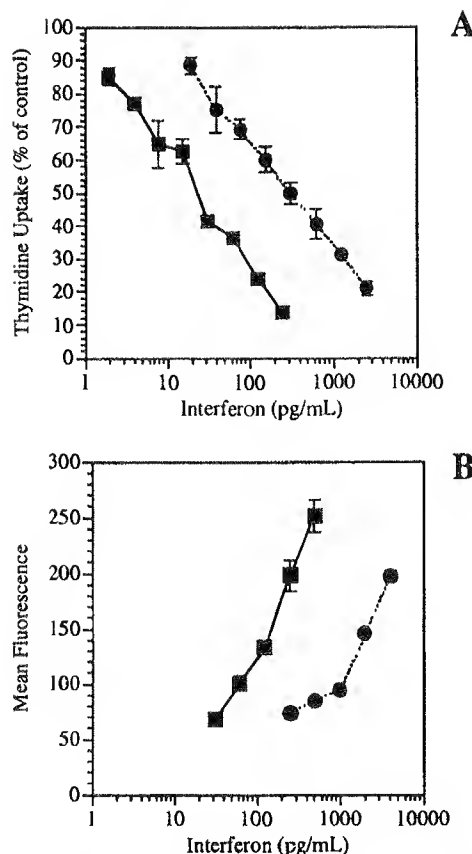 A
Thymidine Uptake (% of control)
100
90
80
70
60
50
40
30
20
10
0
1 10 100 1000 10000
Interferon (pg/mL)
B
Mean Fluorescence
300
250
200
150
100
50
0
1 10 100 1000 10000
Interferon (pg/mL)